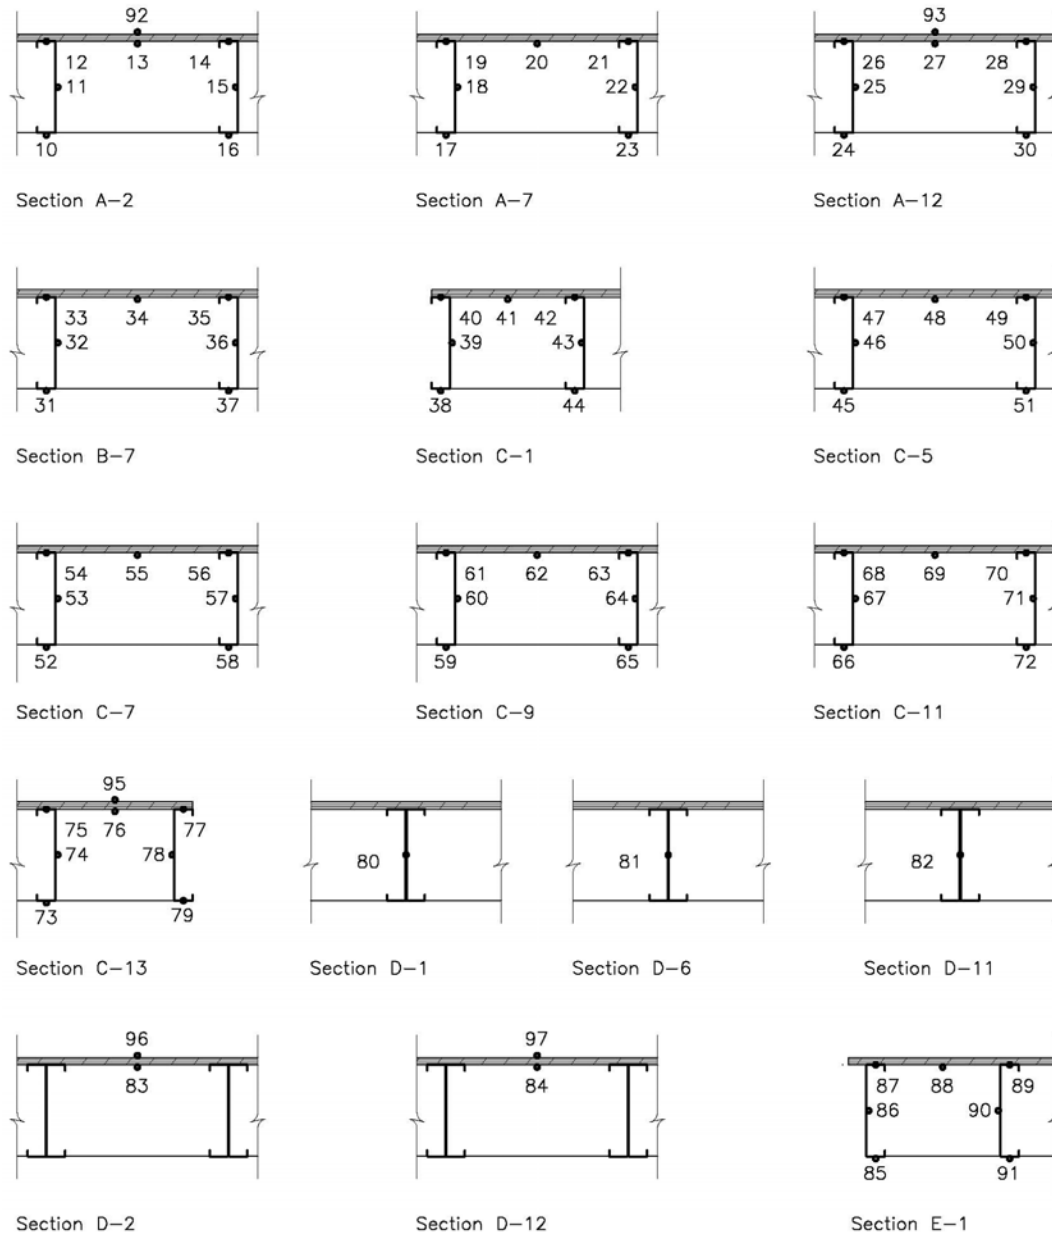 92 93
12 13 14 19 20 21 26 27 28
11 15 18 22 25 29
10 16 17 23 24 30
Section A-2 Section A-7 Section A-12
33 34 35 40 41 42 47 48 49
32 36 39 43 46 50
31 37 38 44 45 51
Section B-7 Section C-1 Section C-5
54 55 56 61 62 63 68 69 70
53 57 60 64 67 71
52 58 59 65 66 72
Section C-7 Section C-9 Section C-11
95
75 76 77
74 78 80 81 82
73 79
Section C-13 Section D-1 Section D-6 Section D-11
96 97
83 84 87 88 89
86 90
85 91
Section D-2 Section D-12 Section E-1